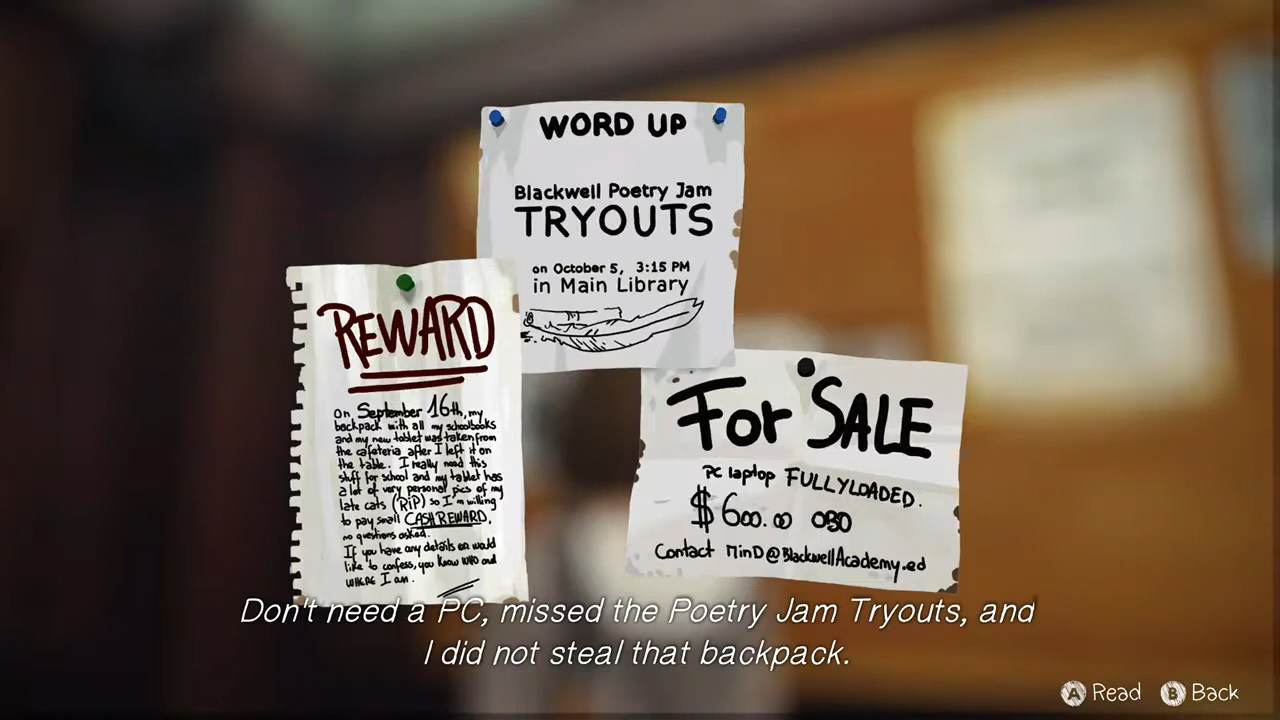 WORD UP
Blackwell Poetry Jam
TRYOUTS
on October 5, 3:15 PM
in Main Library
REWARD
On September 16th, my
backpack with all my schoolbooks
and my new tablet was taken from
the cafeteria after I left it on
the table. I really need this
stuff for school and my tablet has
a lot of very personal pics of my
late cats (RIP) so I'm willing
to pay small CASH REWARD,
no questions asked.
If you have any details or would
like to confess, you know WHO and
WHERE I am.
For SALE
PC laptop FULLYLOADED.
$600.00 OBO
Contact MinD@BlackwellAcademy.ed
Don't need a PC, missed the Poetry Jam Tryouts, and
I did not steal that backpack.
A Read B Back